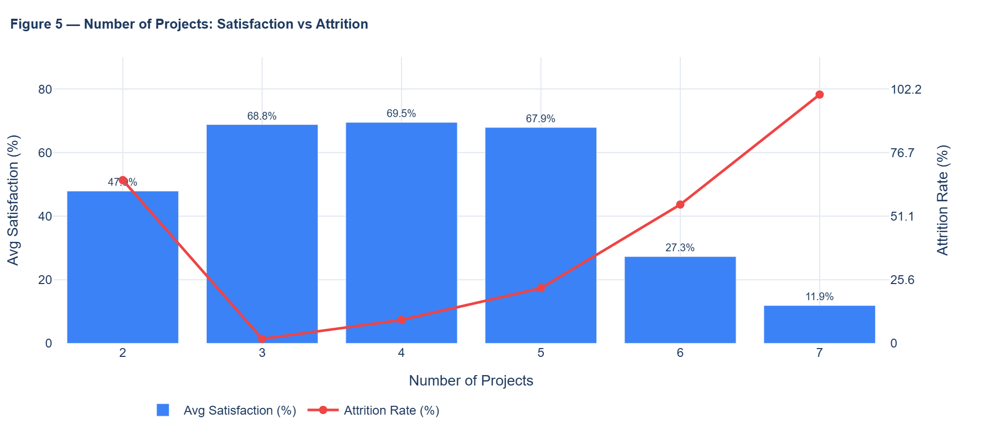 Figure 5 — Number of Projects: Satisfaction vs Attrition
Avg Satisfaction (%)
80
60
40
20
0
47.9%
68.8%
69.5%
67.9%
27.3%
11.9%
102.2
76.7
51.1
25.6
0
Attrition Rate (%)
2 3 4 5 6 7
Number of Projects
Avg Satisfaction (%) Attrition Rate (%)